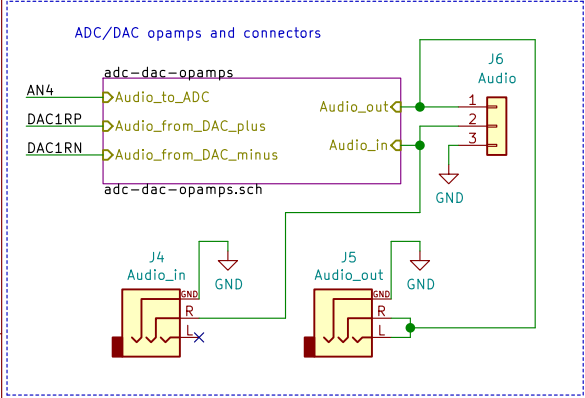 ADC/DAC opamps and connectors
adc-dac-opamps
J6
Audio
AN4
Audio_to_ADC
Audio_out
1
DAC1RP
Audio_from_DAC_plus
2
DAC1RN
Audio_from_DAC_minus
Audio_in
3
adc-dac-opamps.sch
GND
J4
Audio_in
GND
J5
Audio_out
GND
GND
R
L
GND
R
L